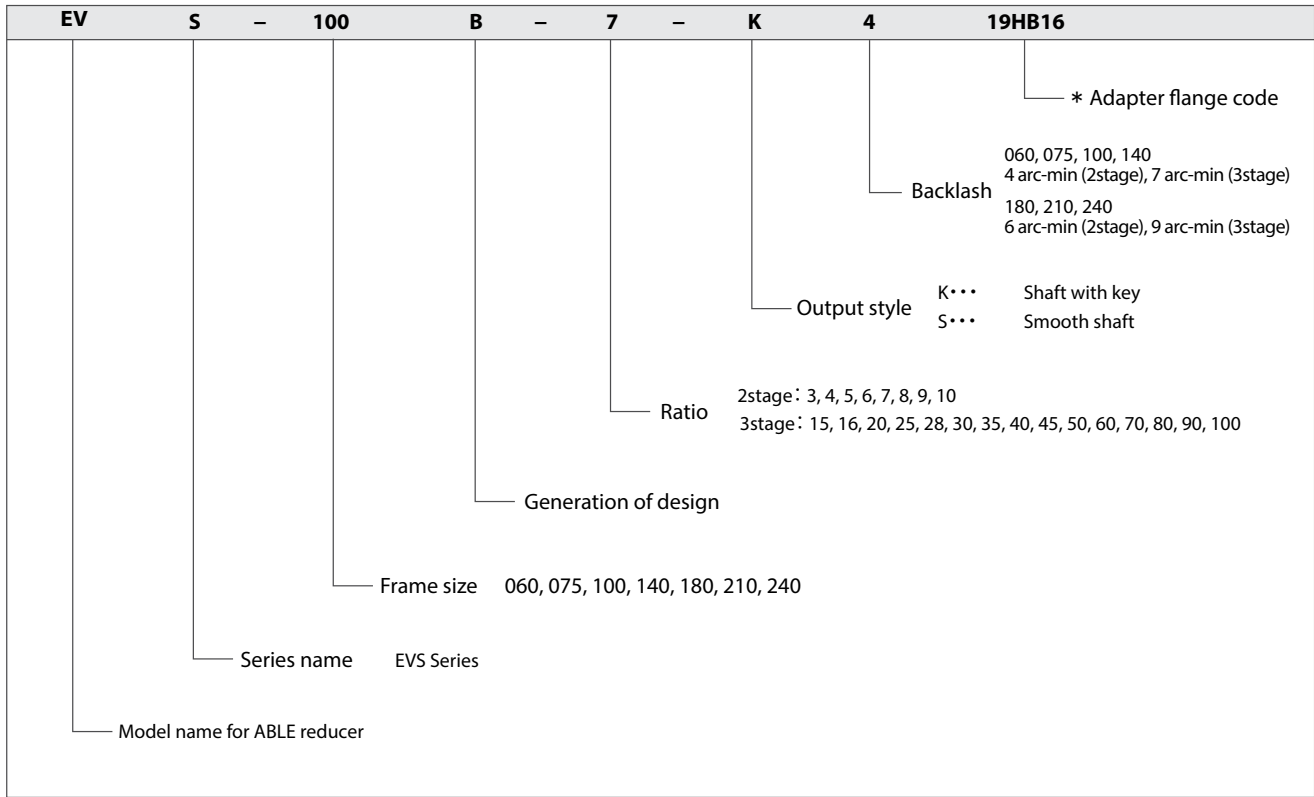 EV S – 100 B – 7 – K 4 19HB16
* Adapter flange code
060, 075, 100, 140
4 arc-min (2stage), 7 arc-min (3stage)
Backlash
180, 210, 240
6 arc-min (2stage), 9 arc-min (3stage)
Output style
K・・・ Shaft with key
S・・・ Smooth shaft
Ratio
2stage: 3, 4, 5, 6, 7, 8, 9, 10
3stage: 15, 16, 20, 25, 28, 30, 35, 40, 45, 50, 60, 70, 80, 90, 100
Generation of design
Frame size 060, 075, 100, 140, 180, 210, 240
Series name EVS Series
Model name for ABLE reducer